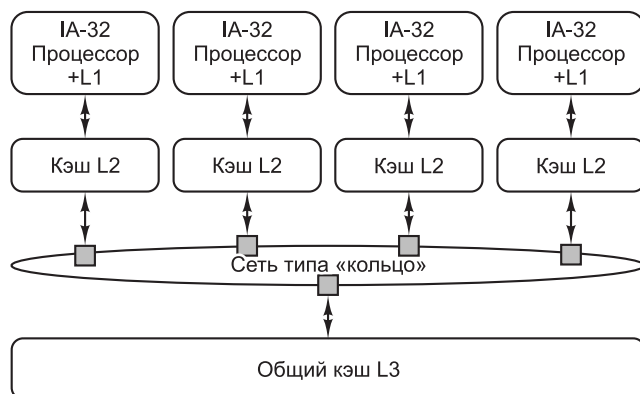 IA-32
Процессор
+L1
IA-32
Процессор
+L1
IA-32
Процессор
+L1
IA-32
Процессор
+L1
Кэш L2
Кэш L2
Кэш L2
Кэш L2
Сеть типа «кольцо»
Общий кэш L3